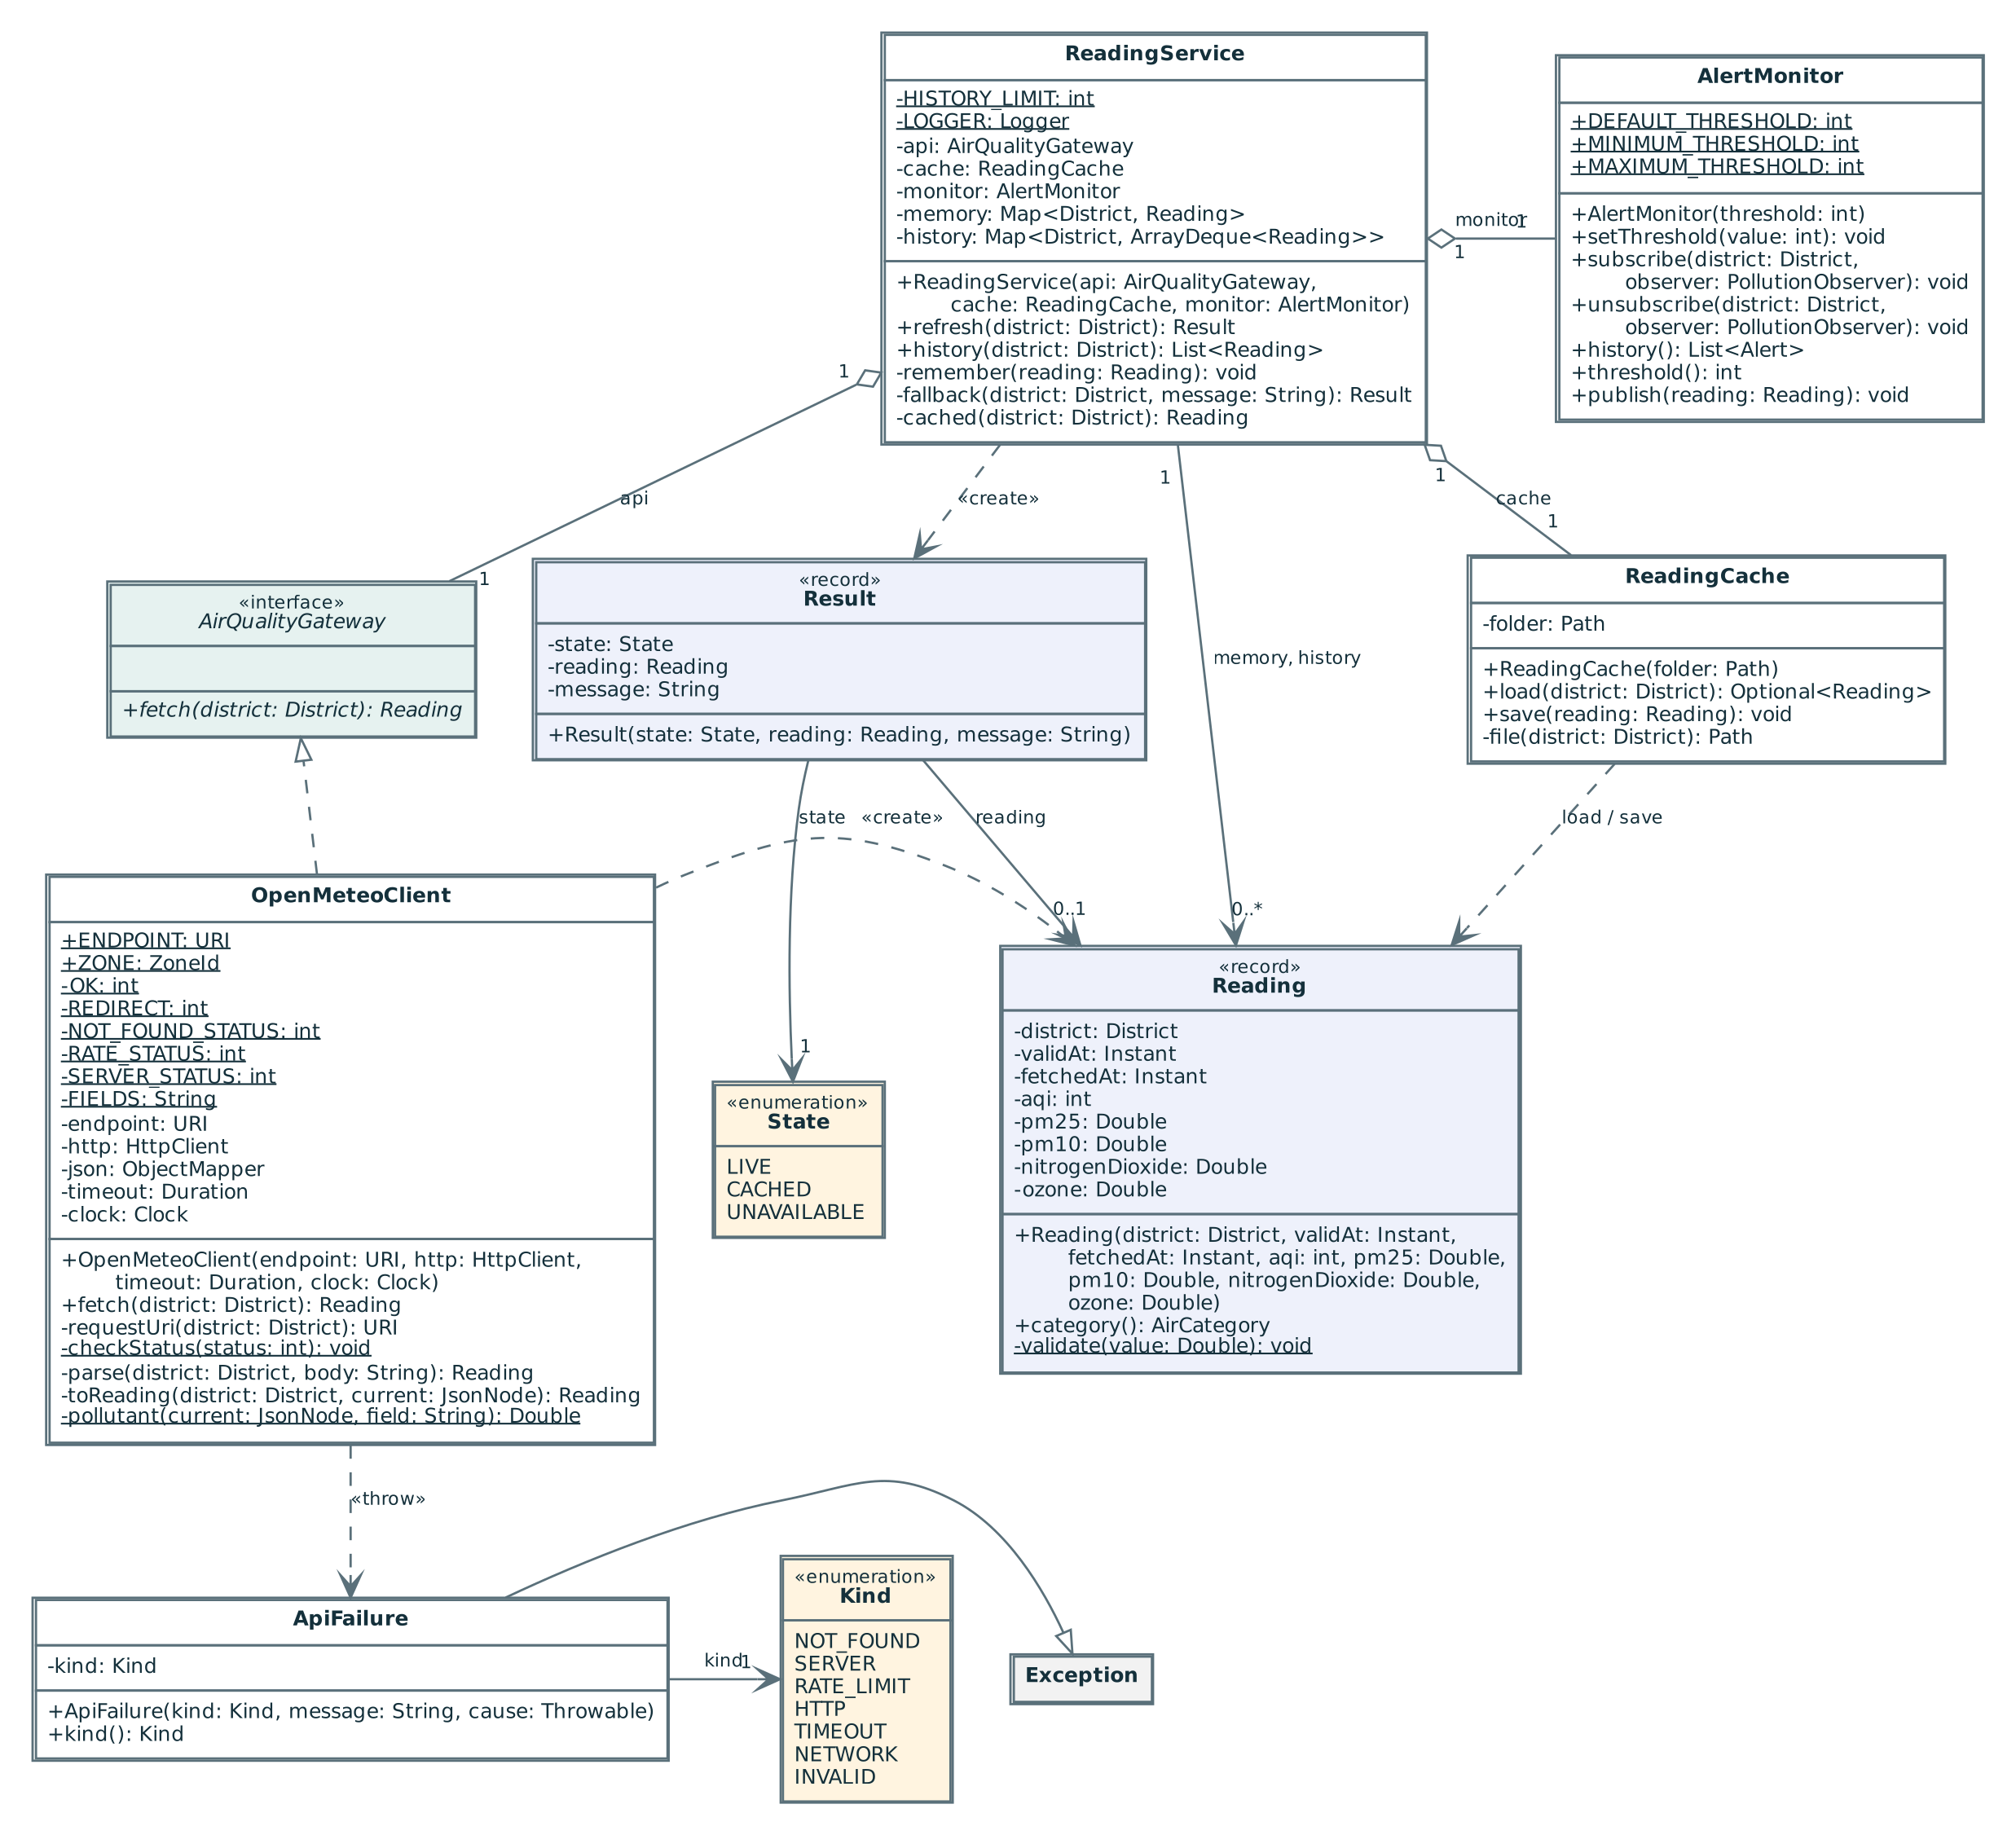 ReadingService
-HISTORY_LIMIT: int
-LOGGER: Logger
-api: AirQualityGateway
-cache: ReadingCache
-monitor: AlertMonitor
-memory: Map<District, Reading>
-history: Map<District, ArrayDeque<Reading>>
+ReadingService(api: AirQualityGateway,
cache: ReadingCache, monitor: AlertMonitor)
+refresh(district: District): Result
+history(district: District): List<Reading>
-remember(reading: Reading): void
-fallback(district: District, message: String): Result
-cached(district: District): Reading
monitor
1
1
AlertMonitor
+DEFAULT_THRESHOLD: int
+MINIMUM_THRESHOLD: int
+MAXIMUM_THRESHOLD: int
+AlertMonitor(threshold: int)
+setThreshold(value: int): void
+subscribe(district: District,
observer: PollutionObserver): void
+unsubscribe(district: District,
observer: PollutionObserver): void
+history(): List<Alert>
+threshold(): int
+publish(reading: Reading): void
1
api
1
«create»
1
memory, history
0..*
1
cache
1
«interface»
AirQualityGateway
+fetch(district: District): Reading
«record»
Result
-state: State
-reading: Reading
-message: String
+Result(state: State, reading: Reading, message: String)
ReadingCache
-folder: Path
+ReadingCache(folder: Path)
+load(district: District): Optional<Reading>
+save(reading: Reading): void
-file(district: District): Path
state
«create»
reading
load / save
0..1
1
OpenMeteoClient
+ENDPOINT: URI
+ZONE: ZoneId
-OK: int
-REDIRECT: int
-NOT_FOUND_STATUS: int
-RATE_STATUS: int
-SERVER_STATUS: int
-FIELDS: String
-endpoint: URI
-http: HttpClient
-json: ObjectMapper
-timeout: Duration
-clock: Clock
+OpenMeteoClient(endpoint: URI, http: HttpClient,
timeout: Duration, clock: Clock)
+fetch(district: District): Reading
-requestUri(district: District): URI
-checkStatus(status: int): void
-parse(district: District, body: String): Reading
-toReading(district: District, current: JsonNode): Reading
-pollutant(current: JsonNode, field: String): Double
«enumeration»
State
LIVE
CACHED
UNAVAILABLE
«record»
Reading
-district: District
-validAt: Instant
-fetchedAt: Instant
-aqi: int
-pm25: Double
-pm10: Double
-nitrogenDioxide: Double
-ozone: Double
+Reading(district: District, validAt: Instant,
fetchedAt: Instant, aqi: int, pm25: Double,
pm10: Double, nitrogenDioxide: Double,
ozone: Double)
+category(): AirCategory
-validate(value: Double): void
«throw»
ApiFailure
-kind: Kind
+ApiFailure(kind: Kind, message: String, cause: Throwable)
+kind(): Kind
kind
1
«enumeration»
Kind
NOT_FOUND
SERVER
RATE_LIMIT
HTTP
TIMEOUT
NETWORK
INVALID
Exception